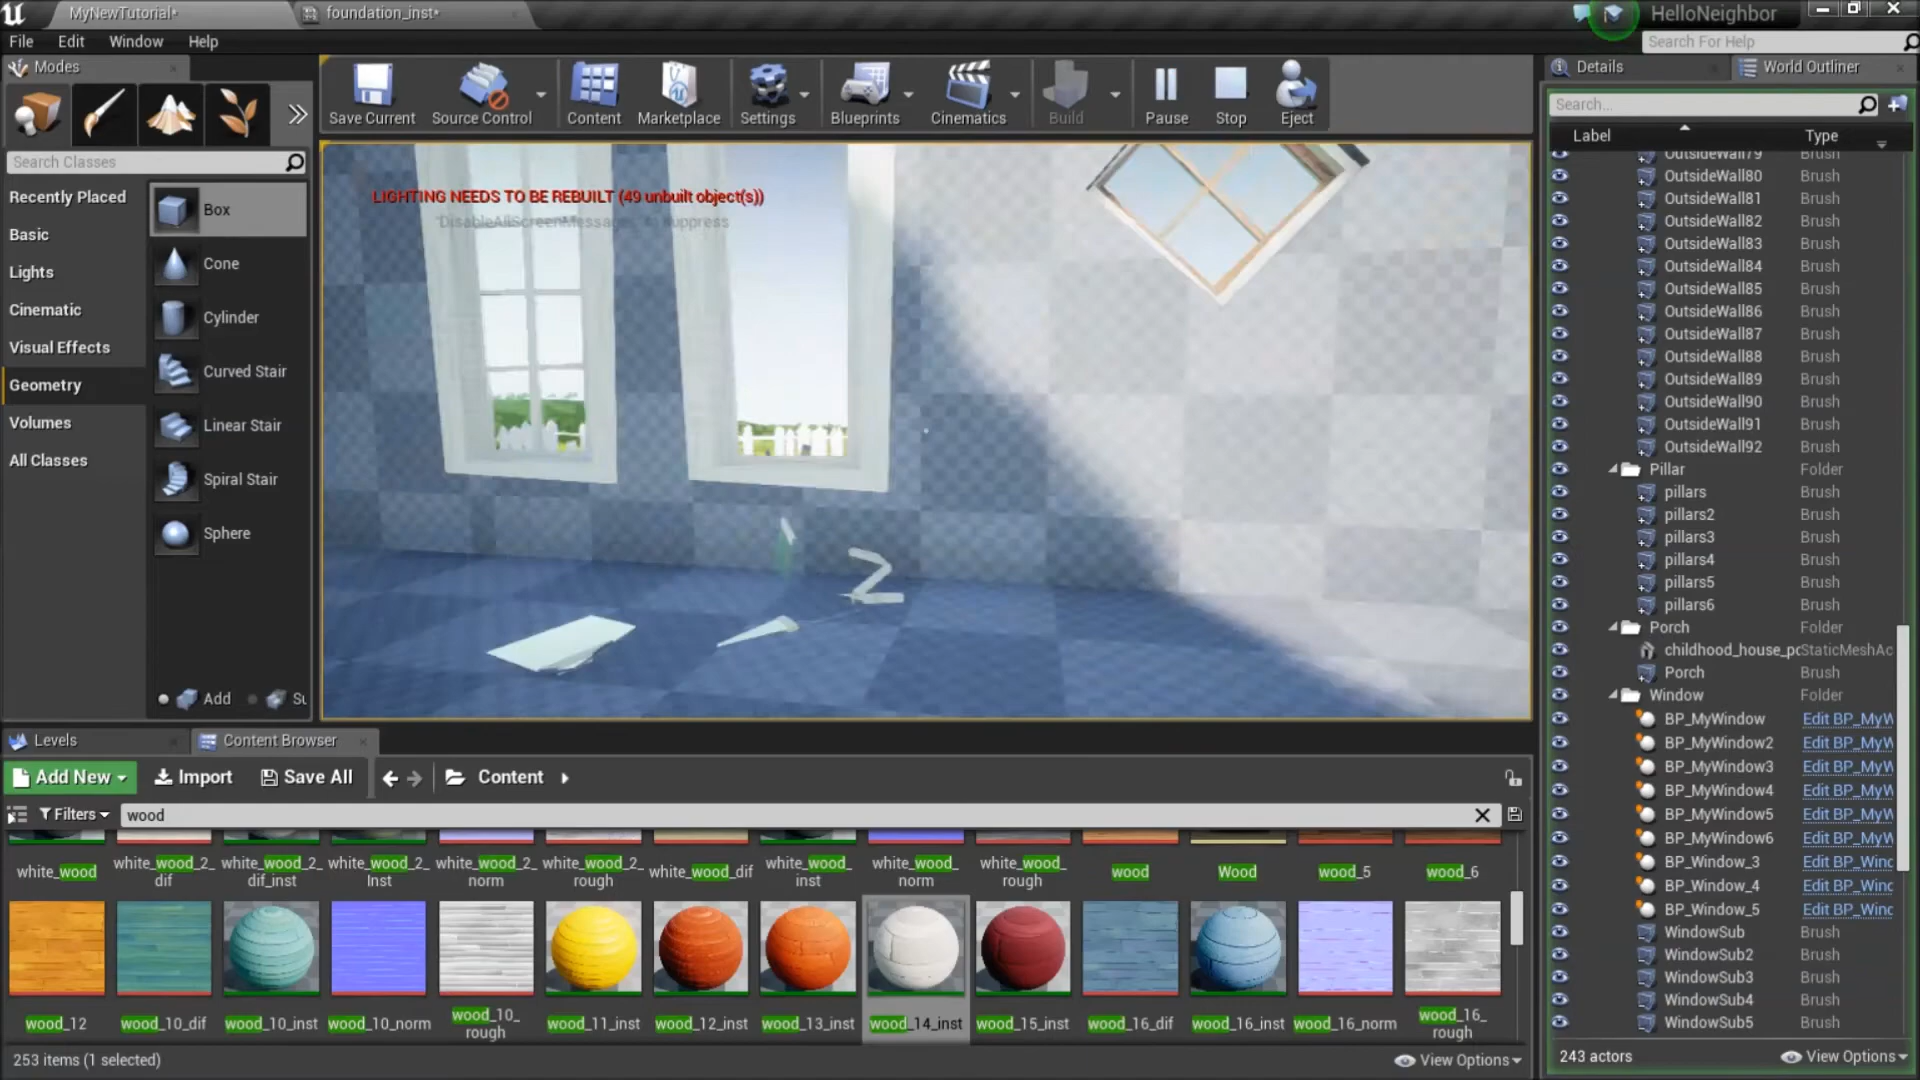 MyNewTutorial*
foundation_inst*
HelloNeighbor
File
Edit
Window
Help
Search For Help
Modes
Save Current
Source Control
Content
Marketplace
Settings
Blueprints
Cinematics
Build
Pause
Stop
Eject
Details
World Outliner
Search...
Label
Type
Search Classes
Recently Placed
Basic
Lights
Cinematic
Visual Effects
Geometry
Volumes
All Classes
Box
Cone
Cylinder
Curved Stair
Linear Stair
Spiral Stair
Sphere
Add
Su
LIGHTING NEEDS TO BE REBUILT (49 unbuilt object(s))
OutsideWall79 Brush
OutsideWall80 Brush
OutsideWall81 Brush
OutsideWall82 Brush
OutsideWall83 Brush
OutsideWall84 Brush
OutsideWall85 Brush
OutsideWall86 Brush
OutsideWall87 Brush
OutsideWall88 Brush
OutsideWall89 Brush
OutsideWall90 Brush
OutsideWall91 Brush
OutsideWall92 Brush
Pillar Folder
pillars Brush
pillars2 Brush
pillars3 Brush
pillars4 Brush
pillars5 Brush
pillars6 Brush
Porch Folder
childhood_house_po StaticMeshAc
Porch Brush
Window Folder
BP_MyWindow Edit BP_MyW
BP_MyWindow2 Edit BP_MyW
BP_MyWindow3 Edit BP_MyW
BP_MyWindow4 Edit BP_MyW
BP_MyWindow5 Edit BP_MyW
BP_MyWindow6 Edit BP_MyW
BP_Window_3 Edit BP_Winc
BP_Window_4 Edit BP_Winc
BP_Window_5 Edit BP_Winc
WindowSub Brush
WindowSub2 Brush
WindowSub3 Brush
WindowSub4 Brush
WindowSub5 Brush
243 actors
View Options
Levels
Content Browser
Add New
Import
Save All
Content
Filters
wood
white_wood
white_wood_2_dif
white_wood_2_dif_inst
white_wood_2_Inst
white_wood_2_norm
white_wood_2_rough
white_wood_dif
white_wood_inst
white_wood_norm
white_wood_rough
wood
Wood
wood_5
wood_6
wood_12
wood_10_dif
wood_10_inst
wood_10_norm
wood_10_rough
wood_11_inst
wood_12_inst
wood_13_inst
wood_14_inst
wood_15_inst
wood_16_dif
wood_16_inst
wood_16_norm
wood_16_rough
253 items (1 selected)
View Options